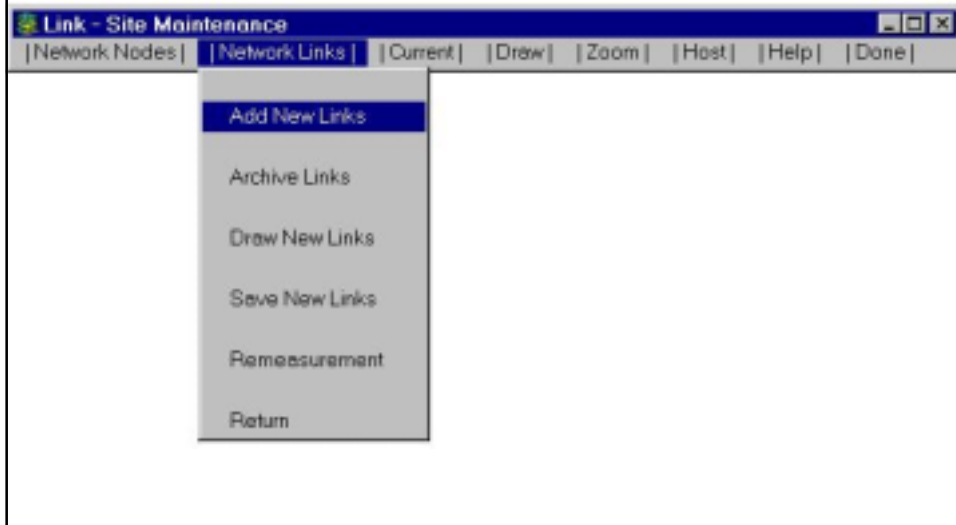 Link - Site Maintenance
|Network Nodes| |Network Links| |Current| |Draw| |Zoom| |Host| |Help| |Done|
Add New Links
Archive Links
Draw New Links
Save New Links
Remeasurement
Return